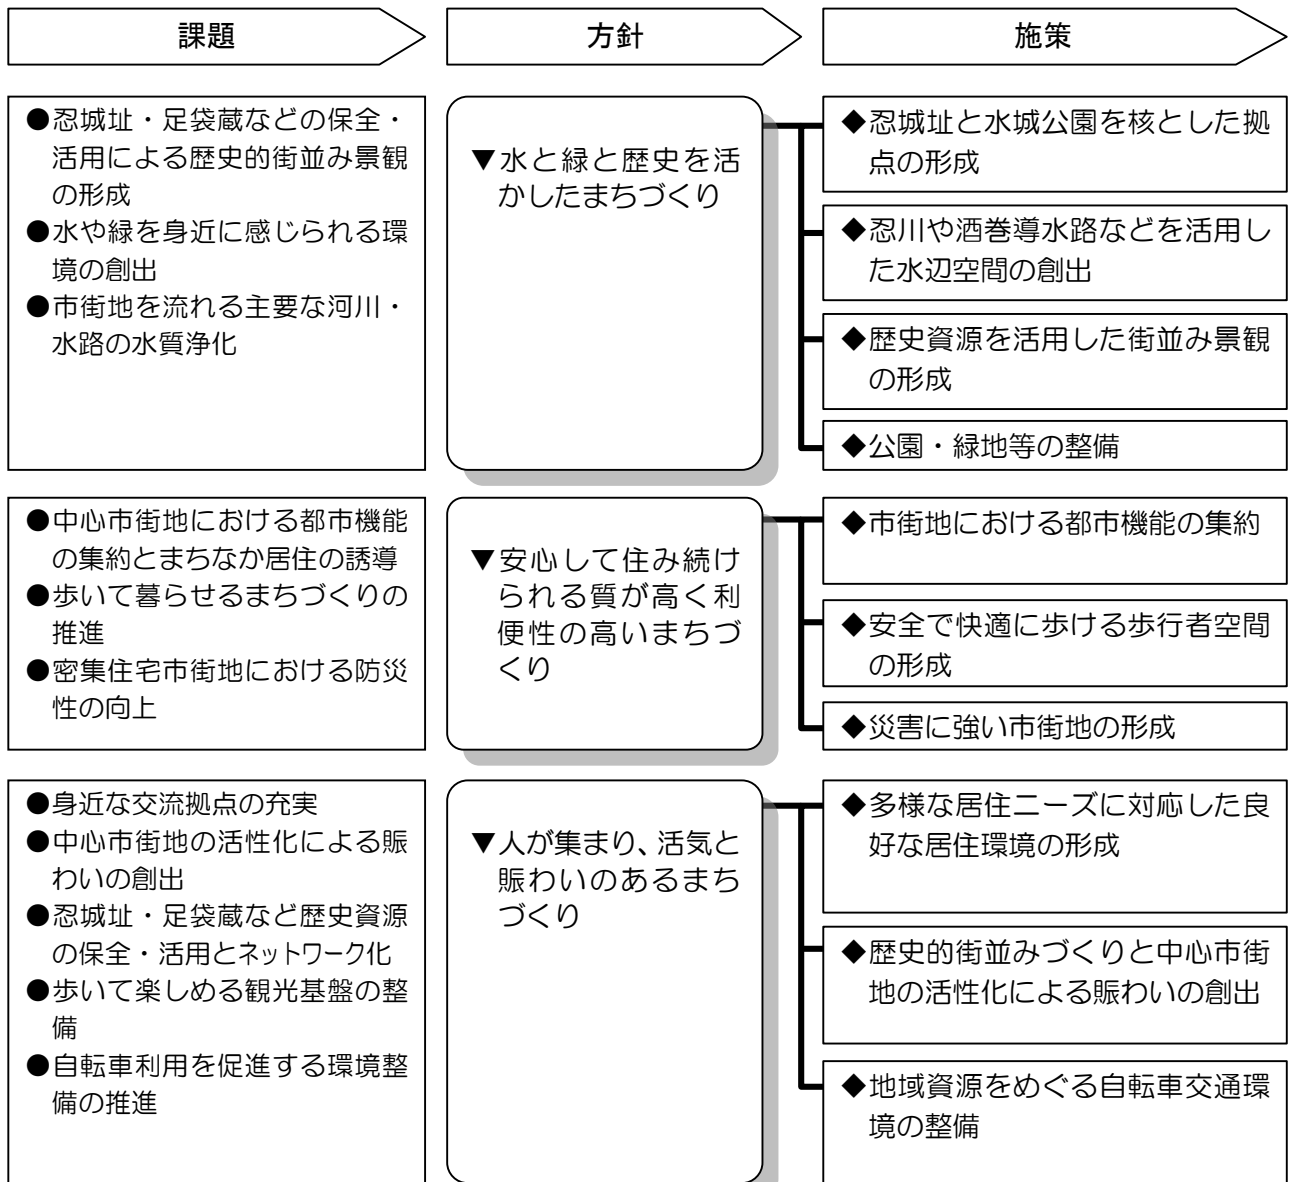 課題
方針
施策
●忍城址・足袋蔵などの保全・
活用による歴史的街並み景観
の形成
●水や緑を身近に感じられる環
境の創出
●市街地を流れる主要な河川・
水路の水質浄化
▼水と緑と歴史を活
かしたまちづくり
◆忍城址と水城公園を核とした拠
点の形成
◆忍川や酒巻導水路などを活用し
た水辺空間の創出
◆歴史資源を活用した街並み景観
の形成
◆公園・緑地等の整備
●中心市街地における都市機能
の集約とまちなか居住の誘導
●歩いて暮らせるまちづくりの
推進
●密集住宅市街地における防災
性の向上
▼安心して住み続け
られる質が高く利
便性の高いまちづ
くり
◆市街地における都市機能の集約
◆安全で快適に歩ける歩行者空間
の形成
◆災害に強い市街地の形成
●身近な交流拠点の充実
●中心市街地の活性化による賑
わいの創出
●忍城址・足袋蔵など歴史資源
の保全・活用とネットワーク化
●歩いて楽しめる観光基盤の整
備
●自転車利用を促進する環境整
備の推進
▼人が集まり、活気と
賑わいのあるまち
づくり
◆多様な居住ニーズに対応した良
好な居住環境の形成
◆歴史的街並みづくりと中心市街
地の活性化による賑わいの創出
◆地域資源をめぐる自転車交通環
境の整備